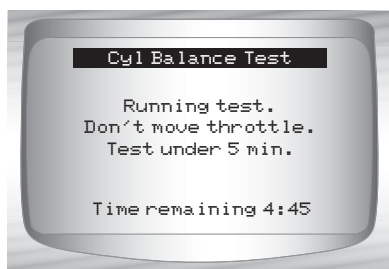 Cyl Balance Test
Running test.
Don't move throttle.
Test under 5 min.
Time remaining 4:45